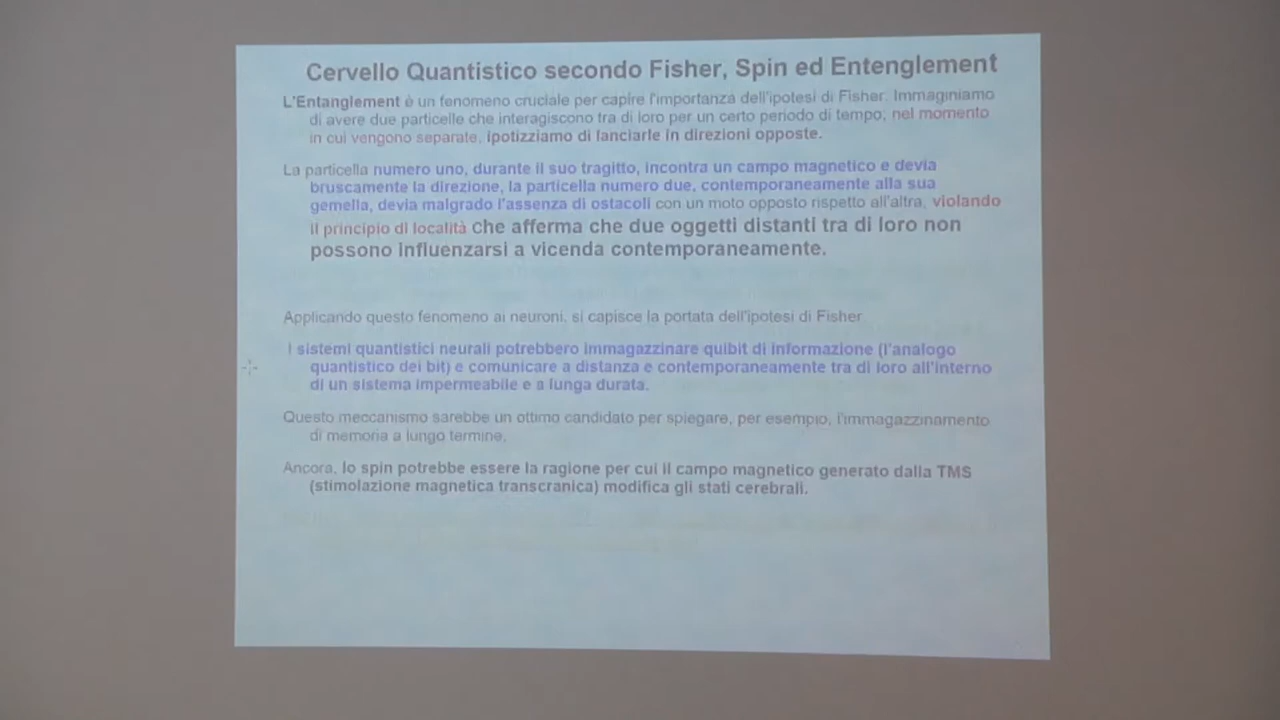 Cervello Quantistico secondo Fisher, Spin ed Entenglement
L'Entanglement è un fenomeno cruciale per capire l'importanza dell'ipotesi di Fisher. Immaginiamo
di avere due particelle che interagiscono tra di loro per un certo periodo di tempo; nel momento
in cui vengono separate, ipotizziamo di lanciarle in direzioni opposte.
La particella numero uno, durante il suo tragitto, incontra un campo magnetico e devia
bruscamente la direzione, la particella numero due, contemporaneamente alla sua
gemella, devia malgrado l'assenza di ostacoli con un moto opposto rispetto all'altra, violando
il principio di località che afferma che due oggetti distanti tra di loro non
possono influenzarsi a vicenda contemporaneamente.
Applicando questo fenomeno ai neuroni, si capisce la portata dell'ipotesi di Fisher.
I sistemi quantistici neurali potrebbero immagazzinare quibit di informazione (l'analogo
quantistico dei bit) e comunicare a distanza e contemporaneamente tra di loro all'interno
di un sistema impermeabile e a lunga durata.
Questo meccanismo sarebbe un ottimo candidato per spiegare, per esempio, l'immagazzinamento
di memoria a lungo termine.
Ancora, lo spin potrebbe essere la ragione per cui il campo magnetico generato dalla TMS
(stimolazione magnetica transcranica) modifica gli stati cerebrali.